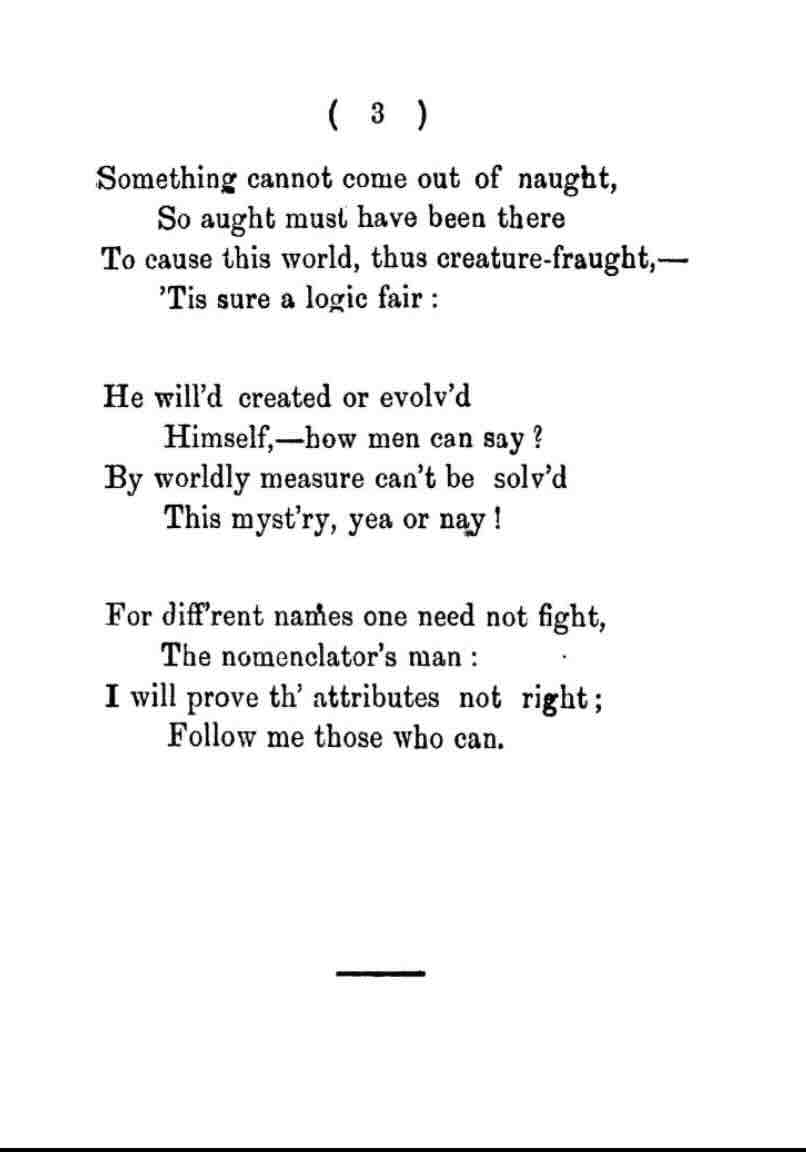 ( 3 )
Something cannot come out of naught,
So aught must have been there
To cause this world, thus creature-fraught,—
'Tis sure a logic fair :
He will'd created or evolv'd
Himself,—how men can say ?
By worldly measure can't be solv'd
This myst'ry, yea or nay !
For diff'rent names one need not fight,
The nomenclator's man :
I will prove th' attributes not right ;
Follow me those who can.